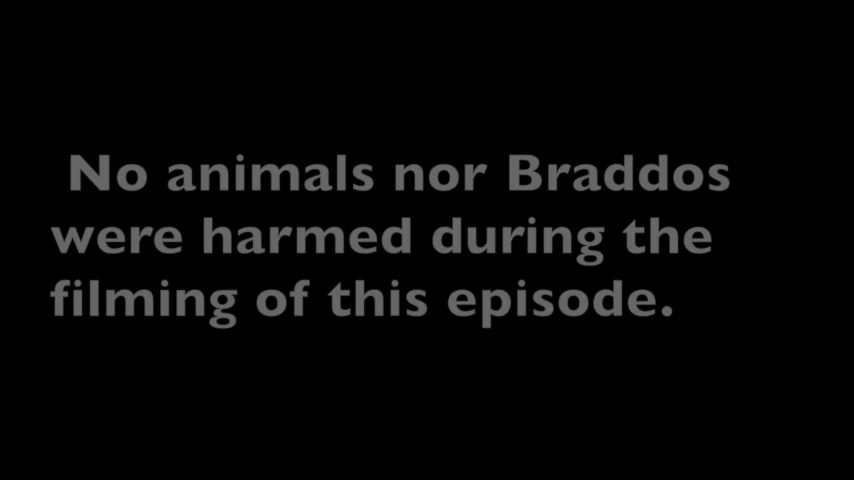 No animals nor Braddos
were harmed during the
filming of this episode.